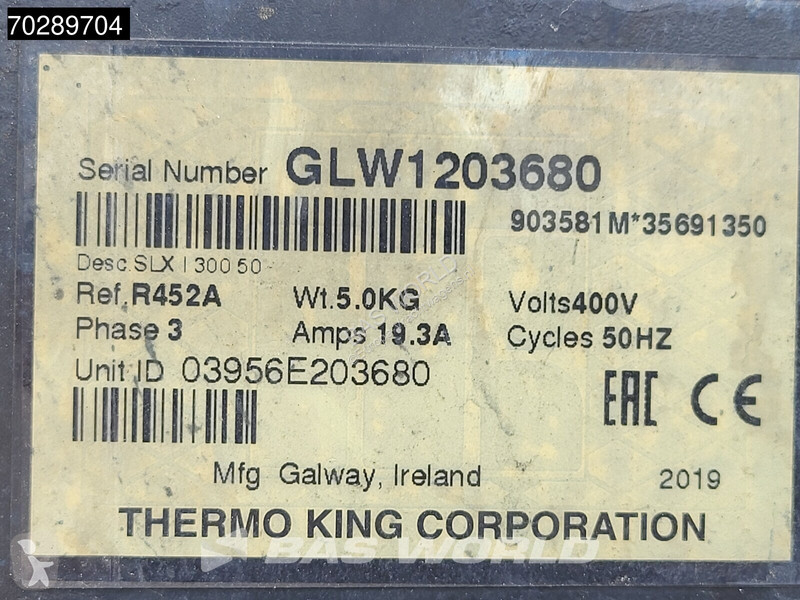 70289704
Serial Number GLW1203680
903581M*35691350
Desc.SLX I 300 50
Ref.R452A Wt.5.0KG Volts400V
Phase 3 Amps 19.3A Cycles 50HZ
Unit ID 03956E203680
EAC CE
Mfg Galway, Ireland 2019
THERMO KING CORPORATION
BAS WORLD